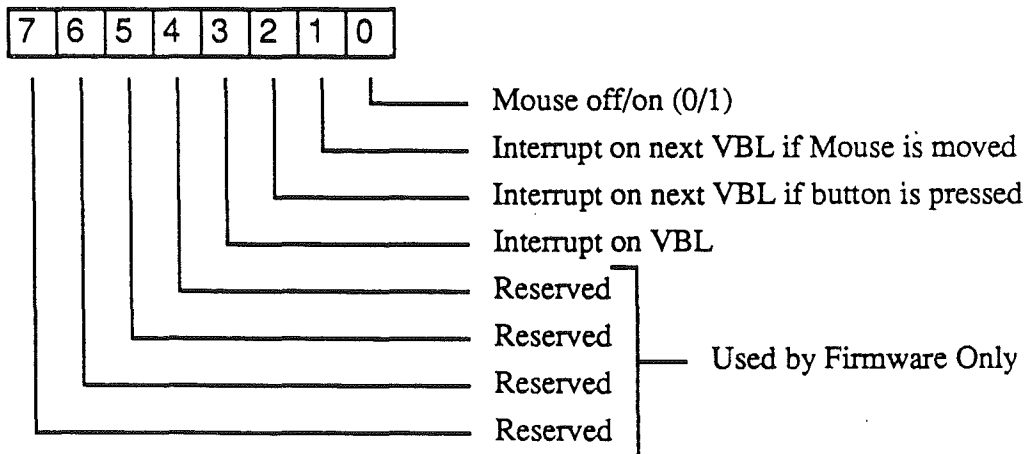 7 6 5 4 3 2 1 0
Mouse off/on (0/1)
Interrupt on next VBL if Mouse is moved
Interrupt on next VBL if button is pressed
Interrupt on VBL
Reserved
Reserved
Used by Firmware Only
Reserved
Reserved